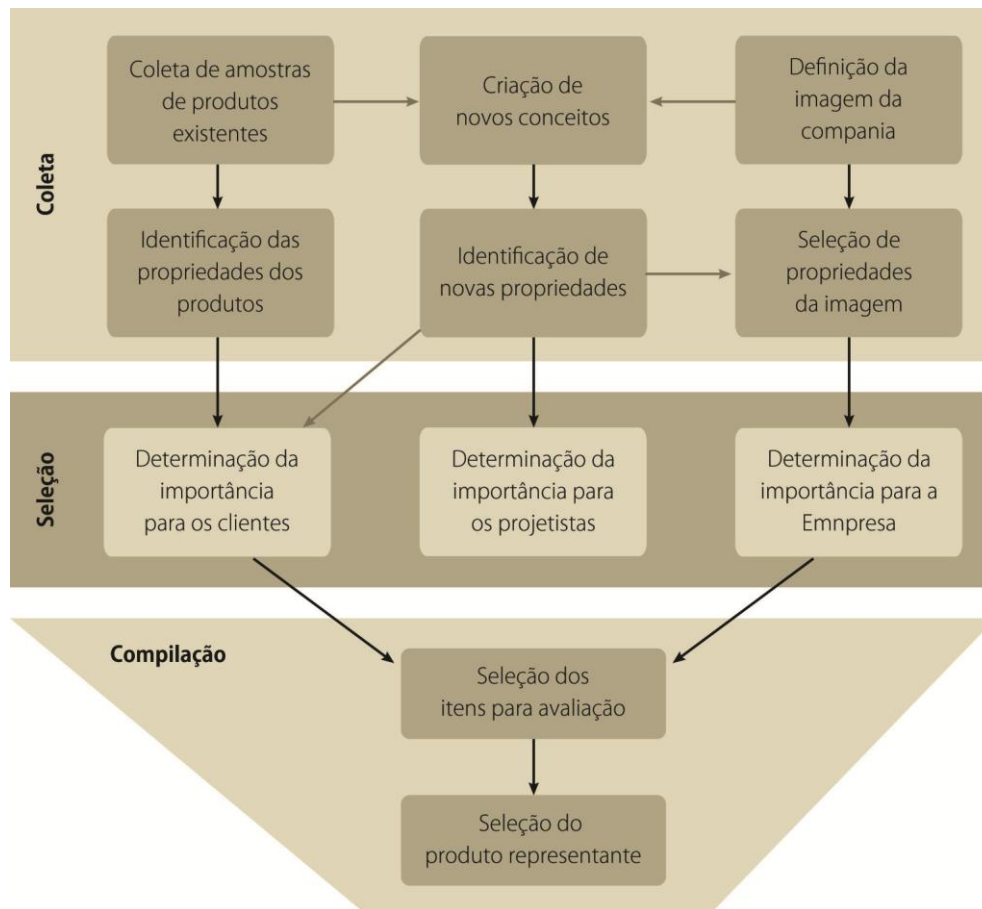 Coleta
Coleta de amostras
de produtos
existentes
Criação de
novos conceitos
Definição da
imagem da
compania
Identificação das
propriedades dos
produtos
Identificação de
novas propriedades
Seleção de
propriedades
da imagem
Seleção
Determinação da
importância
para os clientes
Determinação da
importância para
os projetistas
Determinação da
importância para a
Emnpresa
Compilação
Seleção dos
itens para avaliação
Seleção do
produto representante